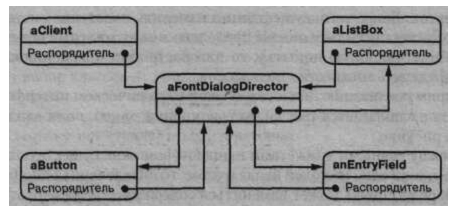 aClient
Распорядитель
aListBox
Распорядитель
aFontDialogDirector
aButton
Распорядитель
anEntryField
Распорядитель